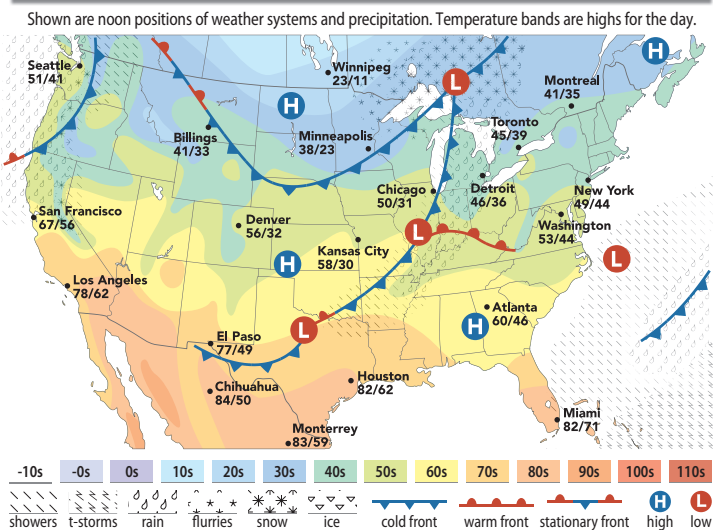 Shown are noon positions of weather systems and precipitation. Temperature bands are highs for the day.
H
Seattle
51/41
Winnipeg
23/11
L
Montreal
41/35
H
Toronto
45/39
Billings
41/33
Minneapolis
38/23
Chicago
50/31
Detroit
46/36
New York
49/44
San Francisco
67/56
Denver
56/32
L
Washington
53/44
Kansas City
58/30
H
L
Los Angeles
78/62
Atlanta
60/46
H
L
El Paso
77/49
Chihuahua
84/50
Houston
82/62
Monterrey
83/59
Miami
82/71
-10s -0s 0s 10s 20s 30s 40s 50s 60s 70s 80s 90s 100s 110s
H L
showers t-storms rain flurries snow ice cold front warm front stationary front high low